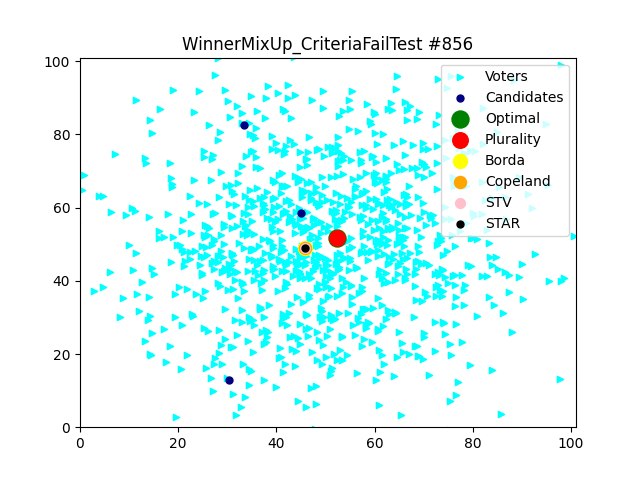 WinnerMixUp_CriteriaFailTest #856
Voters
Candidates
Optimal
Plurality
Borda
Copeland
STV
STAR
100
80
60
40
20
0
0 20 40 60 80 100